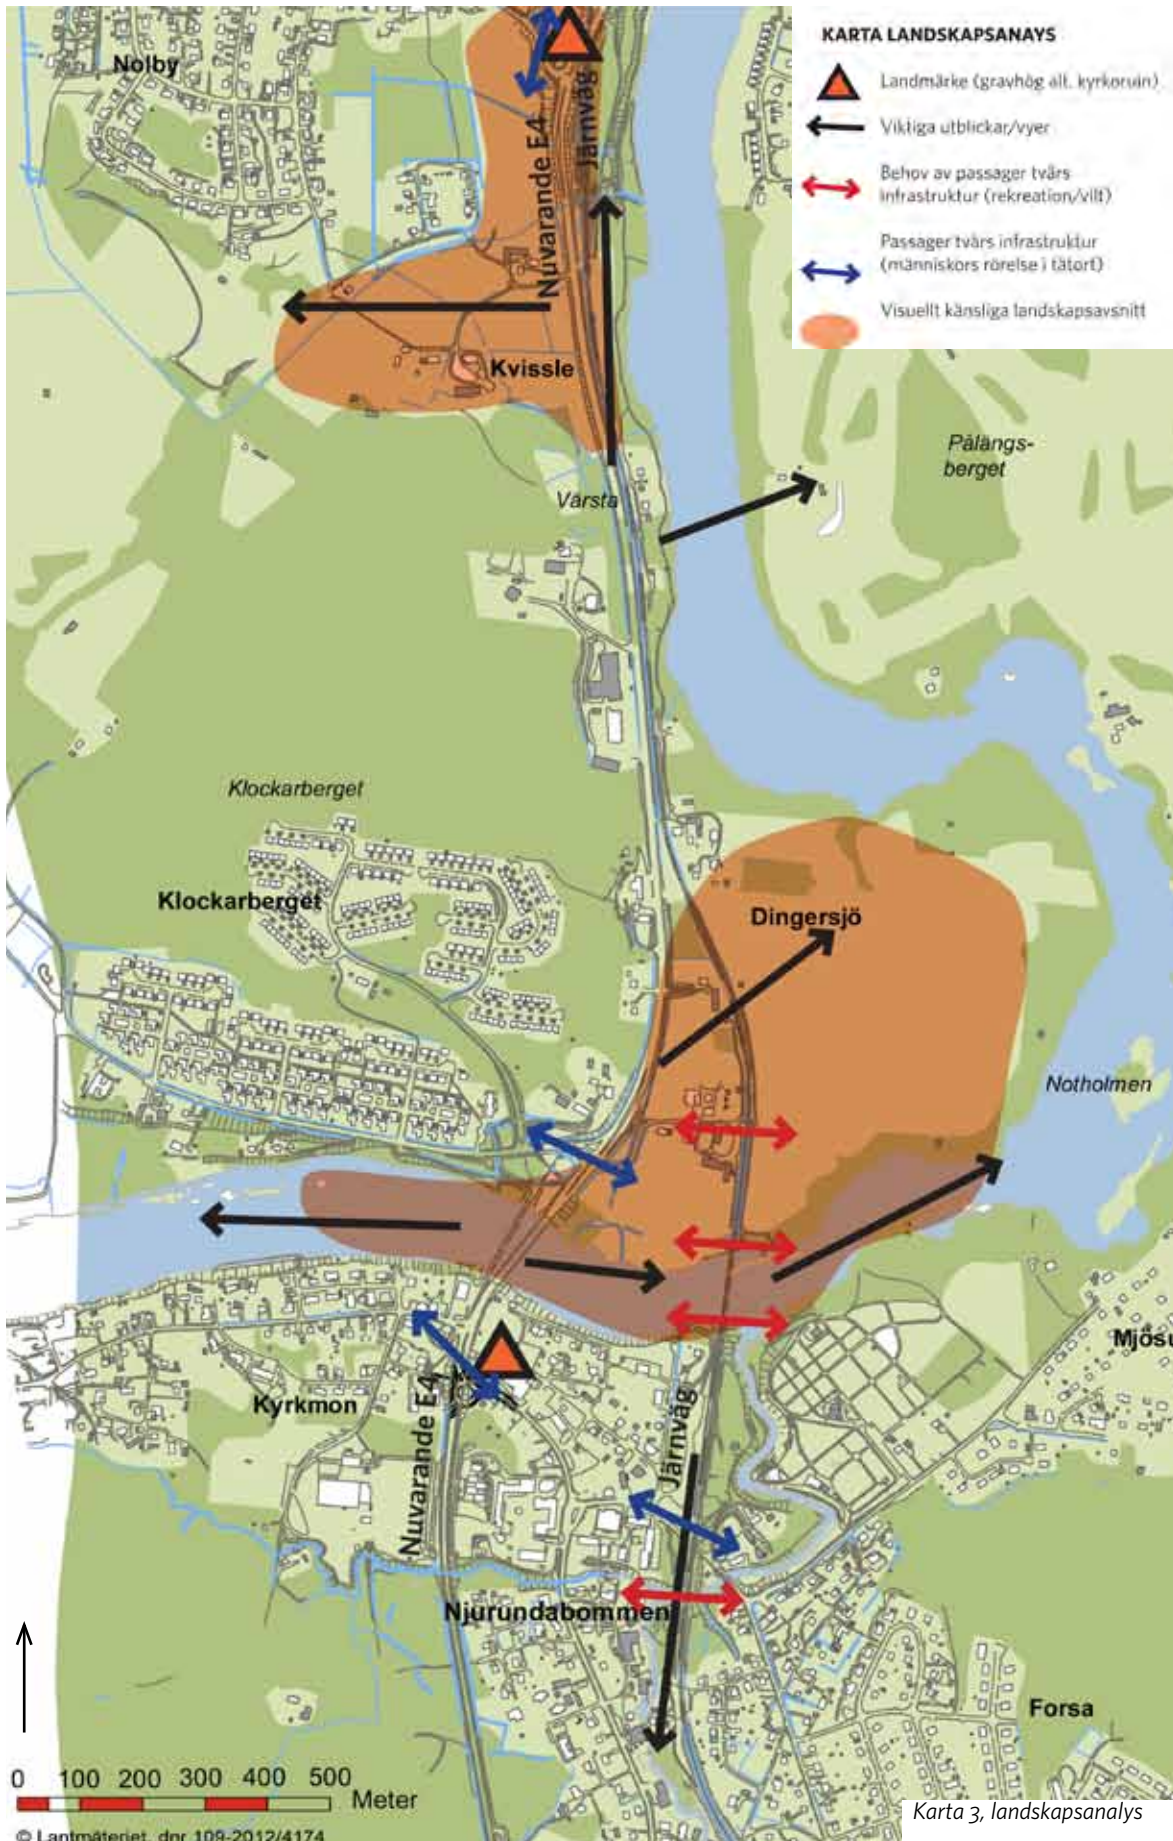 KARTA LANDSKAPSANAYS
Landmärke (gravhög alt. kyrkoruin)
Viktiga utblickar/vyer
Behov av passager tvärs
infrastruktur (rekreation/vilt)
Passager tvärs infrastruktur
(människors rörelse i tätort)
Visuellt känsliga landskapsavsnitt
Nolby
Nuvarande E4
Järnväg
Kvissle
Pålängs-
berget
Värsta
Klockarberget
Klockarberget
Dingersjö
Notholmen
Mjösu
Kyrkmon
Nuvarande E4
Järnväg
Njurundabommen
Forsa
0 100 200 300 400 500
Meter
© Lantmäteriet, dnr 109-2012/4174
Karta 3, landskapsanalys